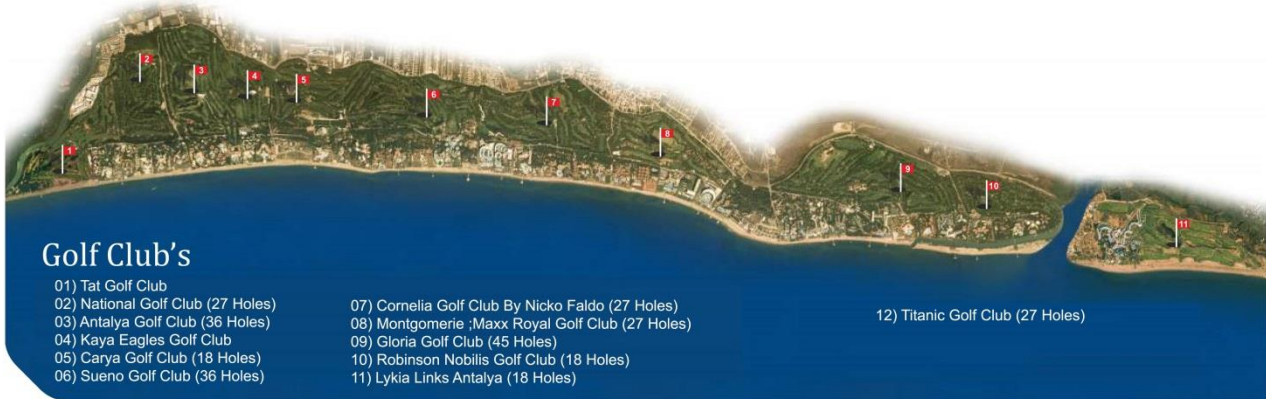 2
3
4
5
6
7
8
1
9
10
11
Golf Club's
01) Tat Golf Club
02) National Golf Club (27 Holes)
03) Antalya Golf Club (36 Holes)
04) Kaya Eagles Golf Club
05) Carya Golf Club (18 Holes)
06) Sueno Golf Club (36 Holes)
07) Cornelia Golf Club By Nicko Faldo (27 Holes)
08) Montgomerie ;Maxx Royal Golf Club (27 Holes)
09) Gloria Golf Club (45 Holes)
10) Robinson Nobilis Golf Club (18 Holes)
11) Lykia Links Antalya (18 Holes)
12) Titanic Golf Club (27 Holes)